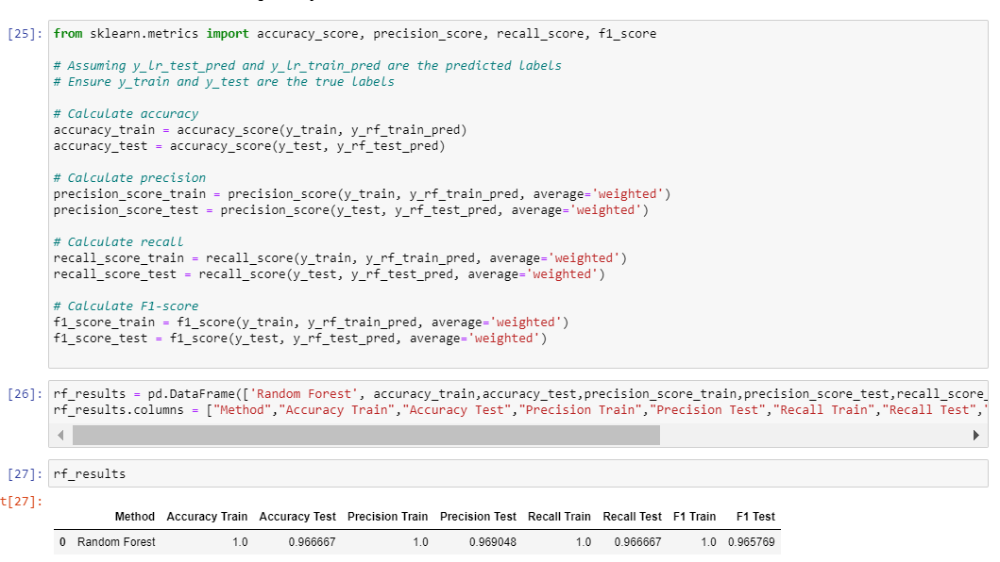 [25]: from sklearn.metrics import accuracy_score, precision_score, recall_score, f1_score
# Assuming y_lr_test_pred and y_lr_train_pred are the predicted labels
# Ensure y_train and y_test are the true labels
# Calculate accuracy
accuracy_train = accuracy_score(y_train, y_rf_train_pred)
accuracy_test = accuracy_score(y_test, y_rf_test_pred)
# Calculate precision
precision_score_train = precision_score(y_train, y_rf_train_pred, average='weighted')
precision_score_test = precision_score(y_test, y_rf_test_pred, average='weighted')
# Calculate recall
recall_score_train = recall_score(y_train, y_rf_train_pred, average='weighted')
recall_score_test = recall_score(y_test, y_rf_test_pred, average='weighted')
# Calculate F1-score
f1_score_train = f1_score(y_train, y_rf_train_pred, average='weighted')
f1_score_test = f1_score(y_test, y_rf_test_pred, average='weighted')
[26]: rf_results = pd.DataFrame(['Random Forest', accuracy_train,accuracy_test,precision_score_train,precision_score_test,recall_score_
rf_results.columns = ["Method","Accuracy Train","Accuracy Test","Precision Train","Precision Test","Recall Train","Recall Test","
[27]: rf_results
t[27]:
Method Accuracy Train Accuracy Test Precision Train Precision Test Recall Train Recall Test F1 Train F1 Test
0 Random Forest 1.0 0.966667 1.0 0.969048 1.0 0.966667 1.0 0.965769